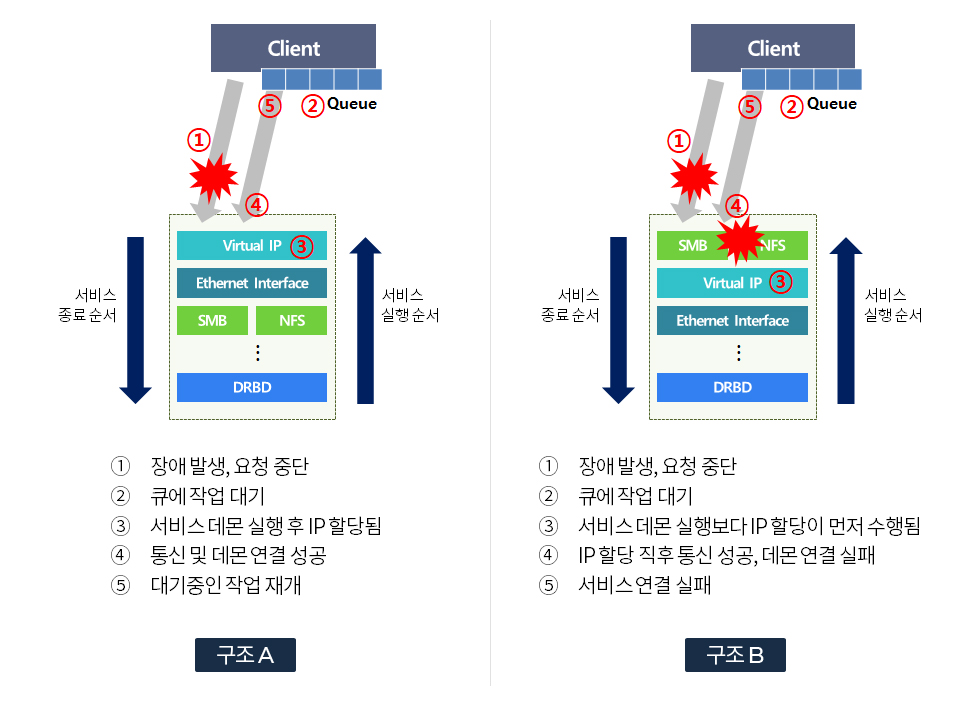 Client
⑤ ② Queue
①
④
Virtual IP ③
Ethernet Interface
SMB NFS
⋮
DRBD
서비스
종료 순서
서비스
실행 순서
① 장애 발생, 요청 중단
② 큐에 작업 대기
③ 서비스 데몬 실행 후 IP 할당됨
④ 통신 및 데몬 연결 성공
⑤ 대기중인 작업 재개
구조 A
Client
⑤ ② Queue
①
④
SMB NFS
Virtual IP ③
Ethernet Interface
⋮
DRBD
서비스
종료 순서
서비스
실행 순서
① 장애 발생, 요청 중단
② 큐에 작업 대기
③ 서비스 데몬 실행보다 IP 할당이 먼저 수행됨
④ IP 할당 직후 통신 성공, 데몬 연결 실패
⑤ 서비스 연결 실패
구조 B